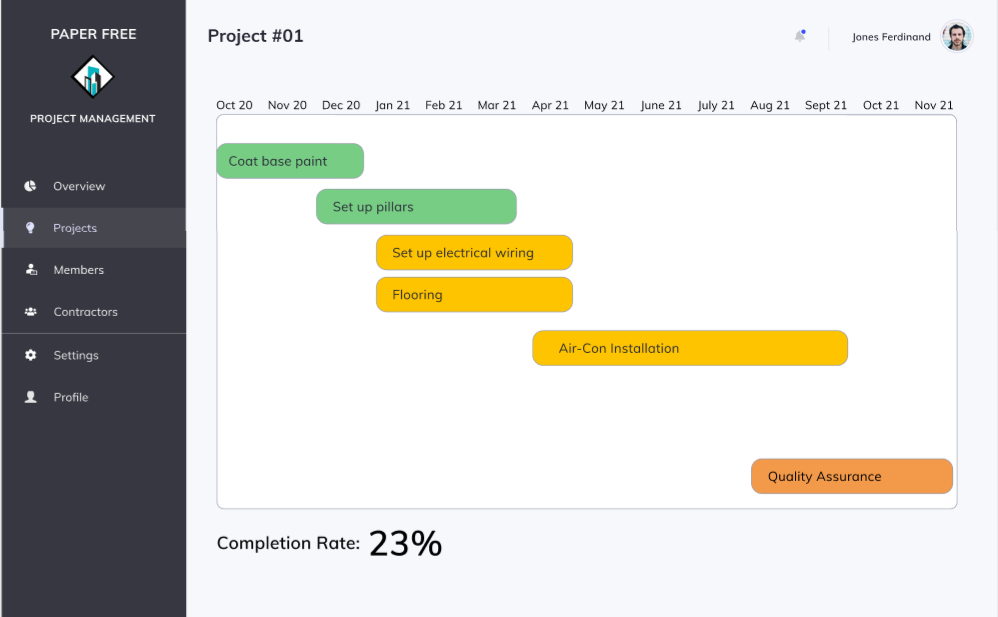 PAPER FREE
PROJECT MANAGEMENT
Overview
Projects
Members
Contractors
Settings
Profile
Project #01
Jones Ferdinand
Oct 20 Nov 20 Dec 20 Jan 21 Feb 21 Mar 21 Apr 21 May 21 June 21 July 21 Aug 21 Sept 21 Oct 21 Nov 21
Coat base paint
Set up pillars
Set up electrical wiring
Flooring
Air-Con Installation
Quality Assurance
Completion Rate: 23%